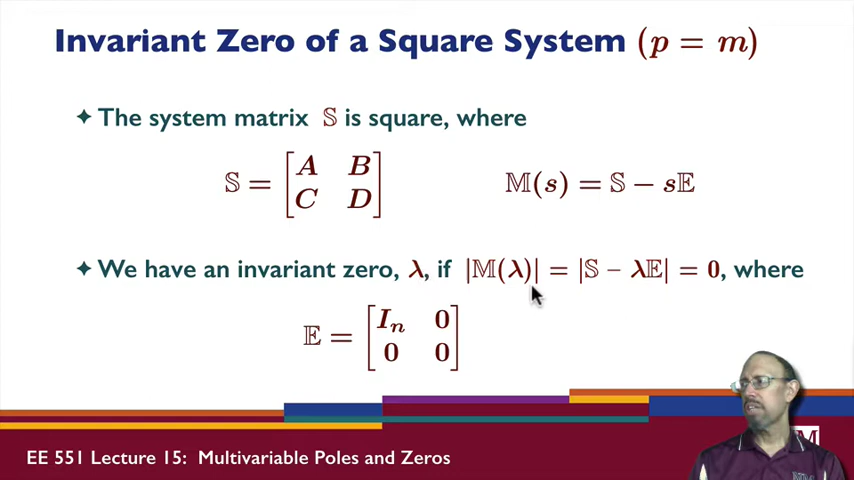 Invariant Zero of a Square System (p = m)
✦ The system matrix 𝕊 is square, where
𝕊 = [A B; C D]    𝕄(s) = 𝕊 − s𝔼
✦ We have an invariant zero, λ, if |𝕄(λ)| = |𝕊 − λ𝔼| = 0, where
𝔼 = [Iₙ 0; 0 0]
EE 551 Lecture 15: Multivariable Poles and Zeros